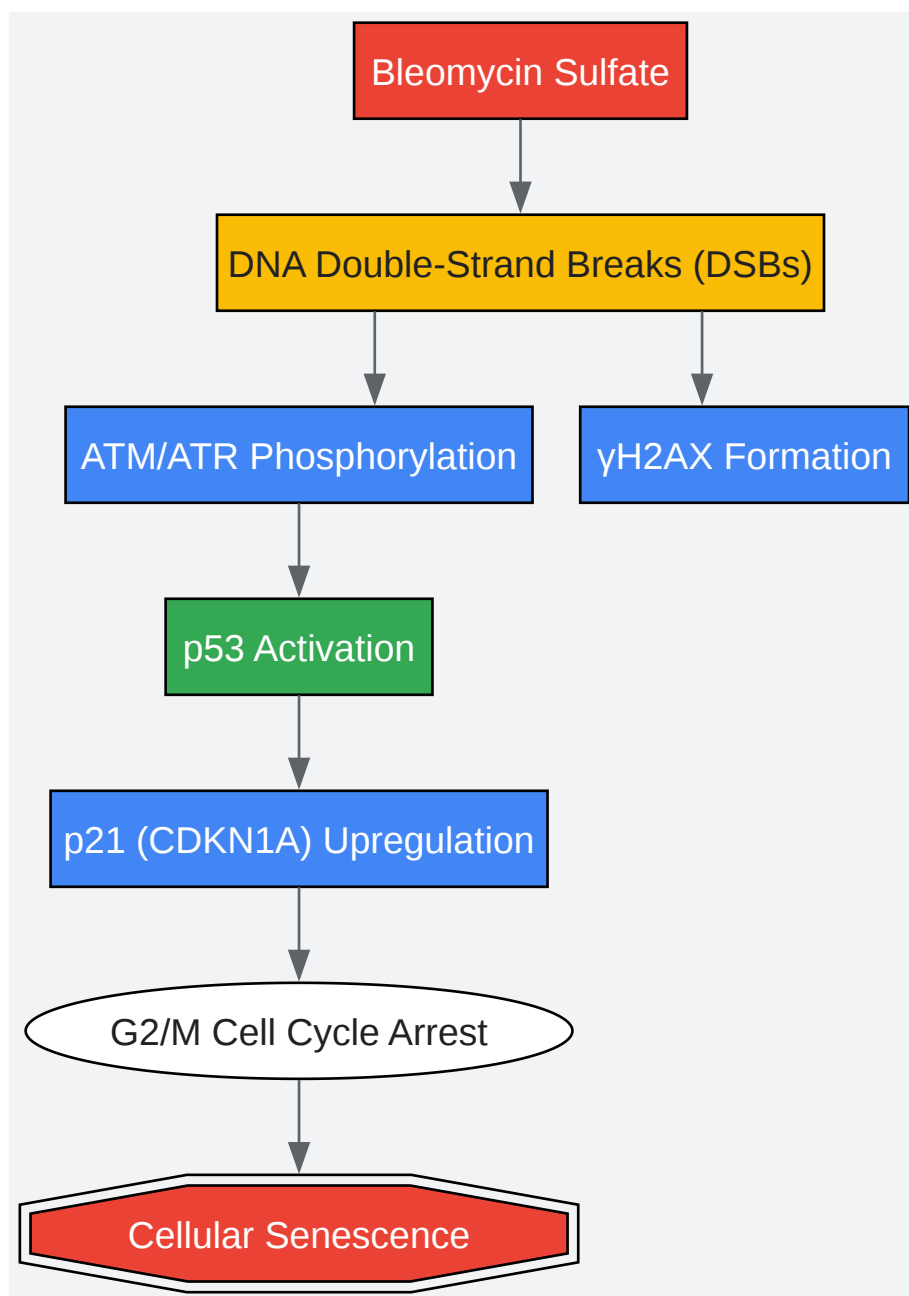 Bleomycin Sulfate
DNA Double-Strand Breaks (DSBs)
ATM/ATR Phosphorylation
γH2AX Formation
p53 Activation
p21 (CDKN1A) Upregulation
G2/M Cell Cycle Arrest
Cellular Senescence